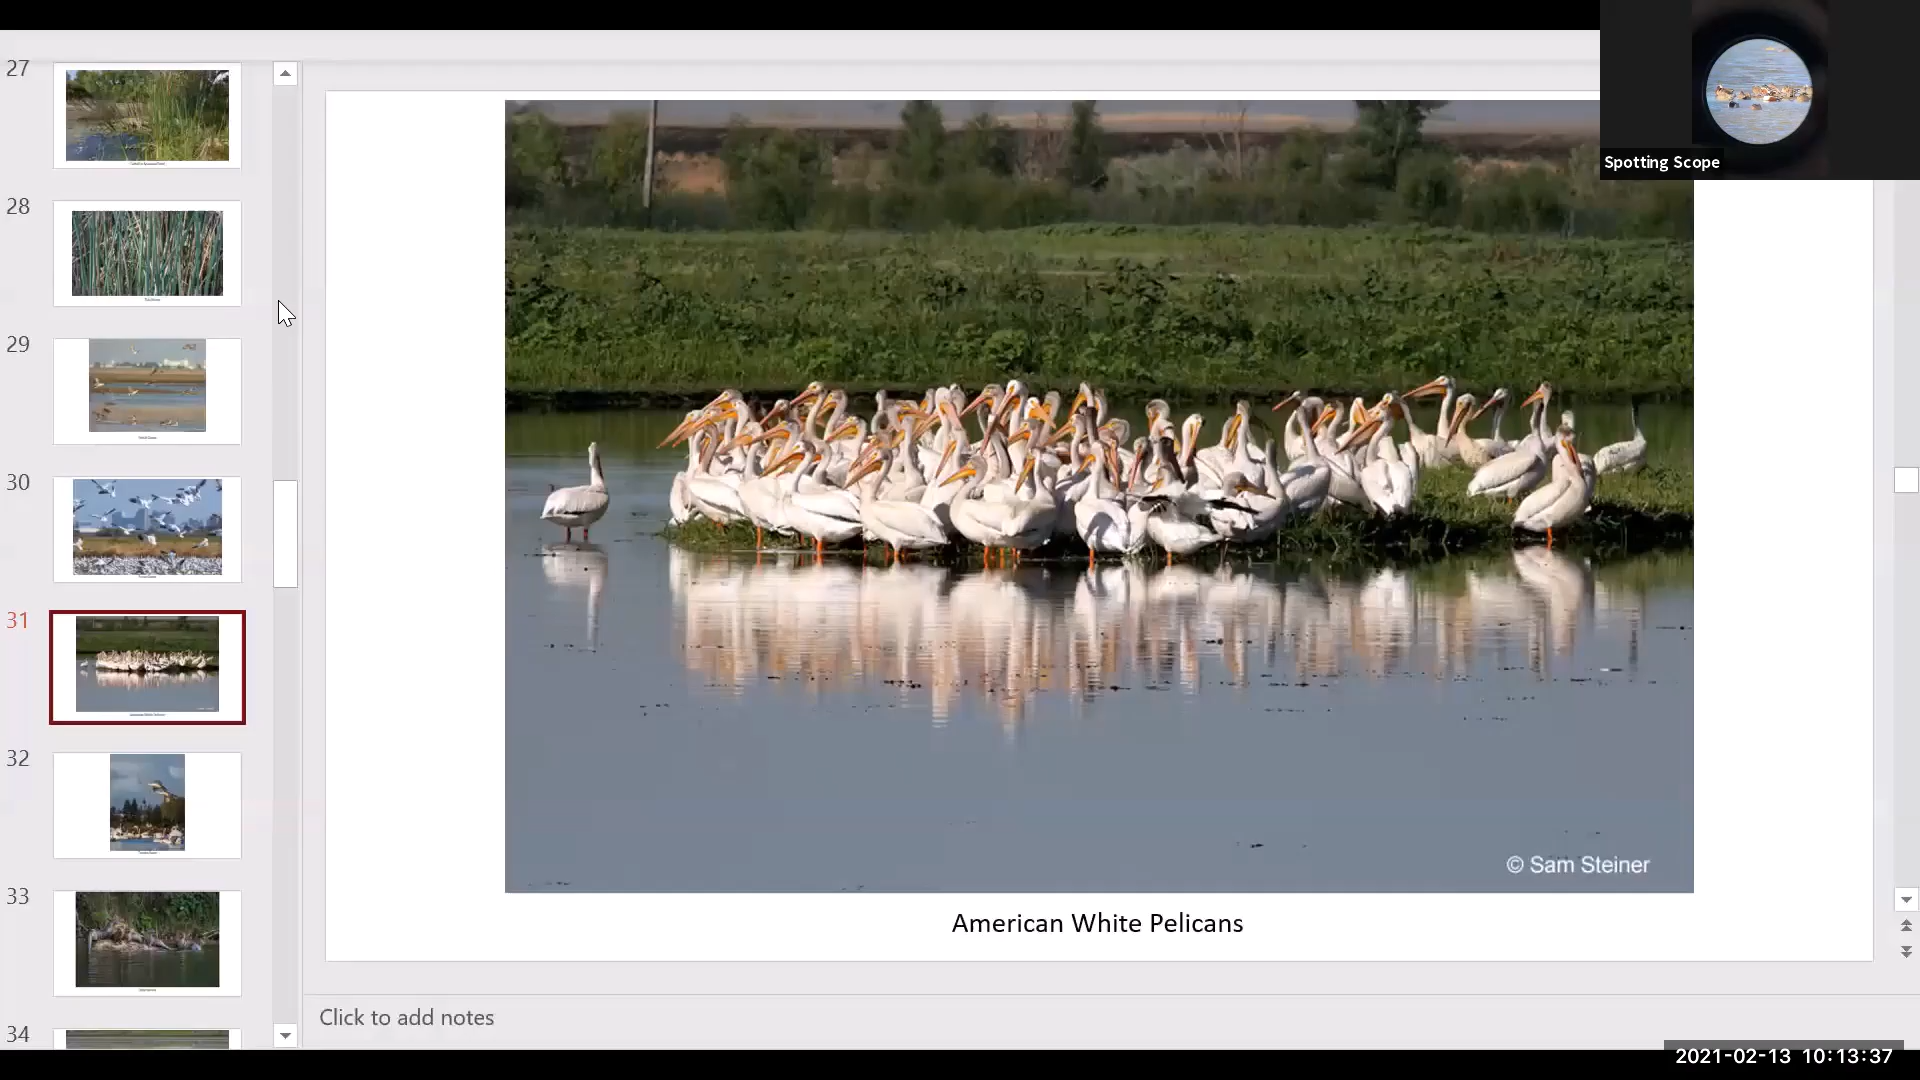 27
28
29
30
31
32
33
34
Spotting Scope
© Sam Steiner
American White Pelicans
Click to add notes
2021-02-13 10:13:37